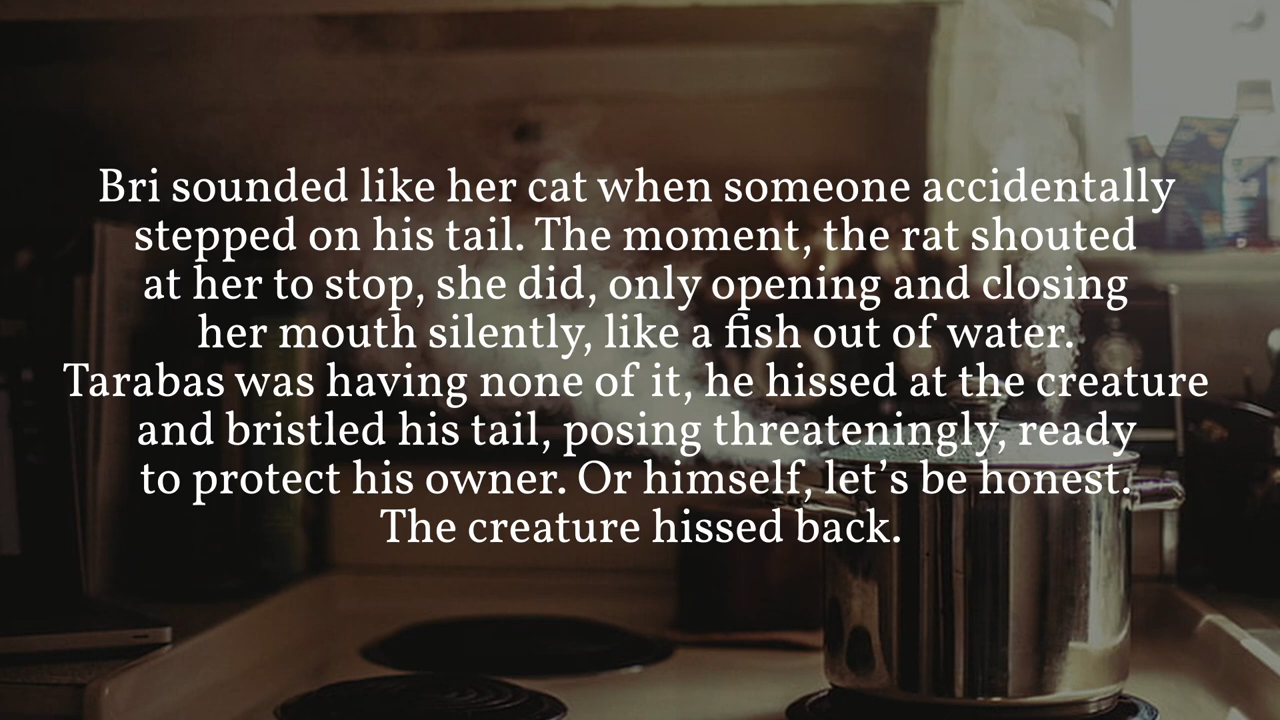 Bri sounded like her cat when someone accidentally
stepped on his tail. The moment, the rat shouted
at her to stop, she did, only opening and closing
her mouth silently, like a fish out of water.
Tarabas was having none of it, he hissed at the creature
and bristled his tail, posing threateningly, ready
to protect his owner. Or himself, let’s be honest.
The creature hissed back.